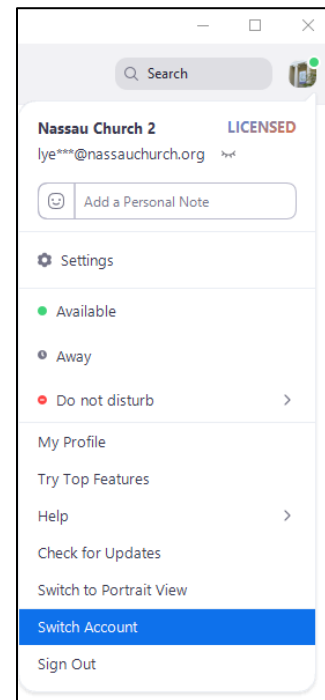 Search
Nassau Church 2 LICENSED
lye***@nassauchurch.org
Add a Personal Note
Settings
Available
Away
Do not disturb
My Profile
Try Top Features
Help
Check for Updates
Switch to Portrait View
Switch Account
Sign Out